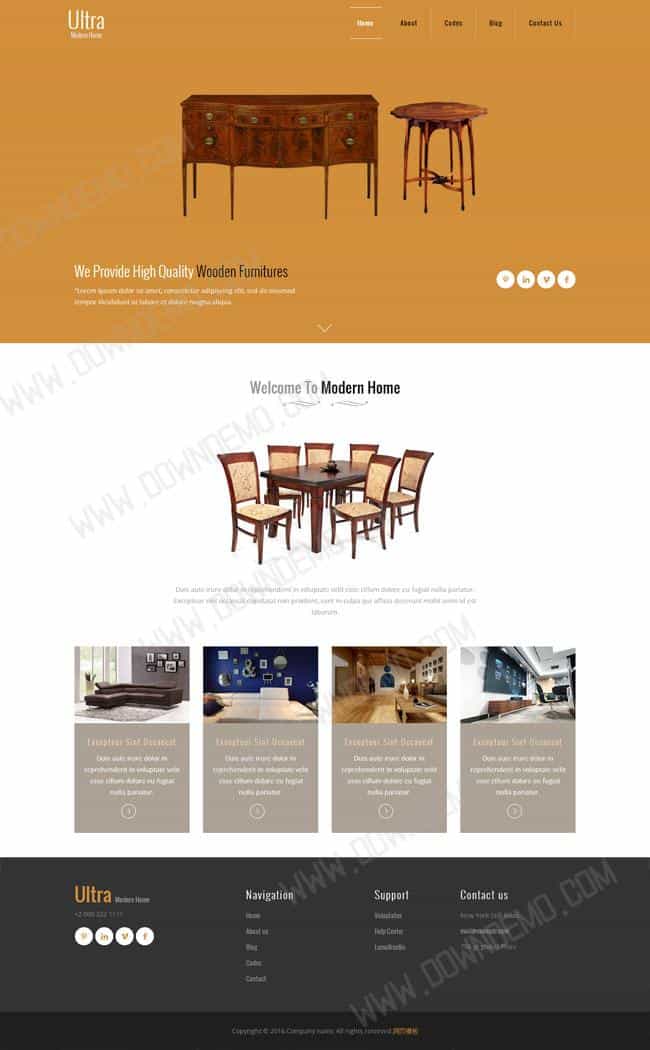 Ultra
Modern Home
Home About Codes Blog Contact Us
We Provide High Quality Wooden Furnitures
"Lorem ipsum dolor sit amet, consectetur adipiscing elit, sed do eiusmod
tempor incididunt ut labore et dolore magna aliqua.
Welcome To Modern Home
Duis aute irure dolor in reprehenderit in voluptate velit esse cillum dolore eu fugiat nulla pariatur.
Excepteur sint occaecat cupidatat non proident, sunt in culpa qui officia deserunt mollit anim id est
laborum.
Excepteur Sint Occaecat
Duis aute irure dolor in
reprehenderit in voluptate velit
esse cillum dolore eu fugiat
nulla pariatur.
Excepteur Sint Occaecat
Duis aute irure dolor in
reprehenderit in voluptate velit
esse cillum dolore eu fugiat
nulla pariatur.
Excepteur Sint Occaecat
Duis aute irure dolor in
reprehenderit in voluptate velit
esse cillum dolore eu fugiat
nulla pariatur.
Excepteur Sint Occaecat
Duis aute irure dolor in
reprehenderit in voluptate velit
esse cillum dolore eu fugiat
nulla pariatur.
Ultra Modern Home
+2 000 222 1111
Navigation
Home
About us
Blog
Codes
Contact
Support
Voluptates
Help Center
Contact us
New York
Copyright © 2016.Company name All rights reserved.网页模板
WWW.DOWNDEMO.COM